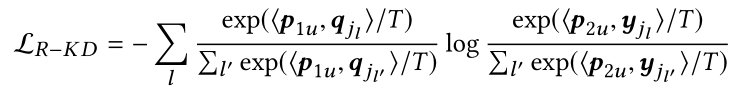 $$\mathcal{L}_{R-KD} = -\sum_{l} \frac{\exp(\langle \boldsymbol{p}_{1u}, \boldsymbol{q}_{j_l} \rangle / T)}{\sum_{l'} \exp(\langle \boldsymbol{p}_{1u}, \boldsymbol{q}_{j_{l'}} \rangle / T)} \log \frac{\exp(\langle \boldsymbol{p}_{2u}, \boldsymbol{y}_{j_l} \rangle / T)}{\sum_{l'} \exp(\langle \boldsymbol{p}_{2u}, \boldsymbol{y}_{j_{l'}} \rangle / T)}$$